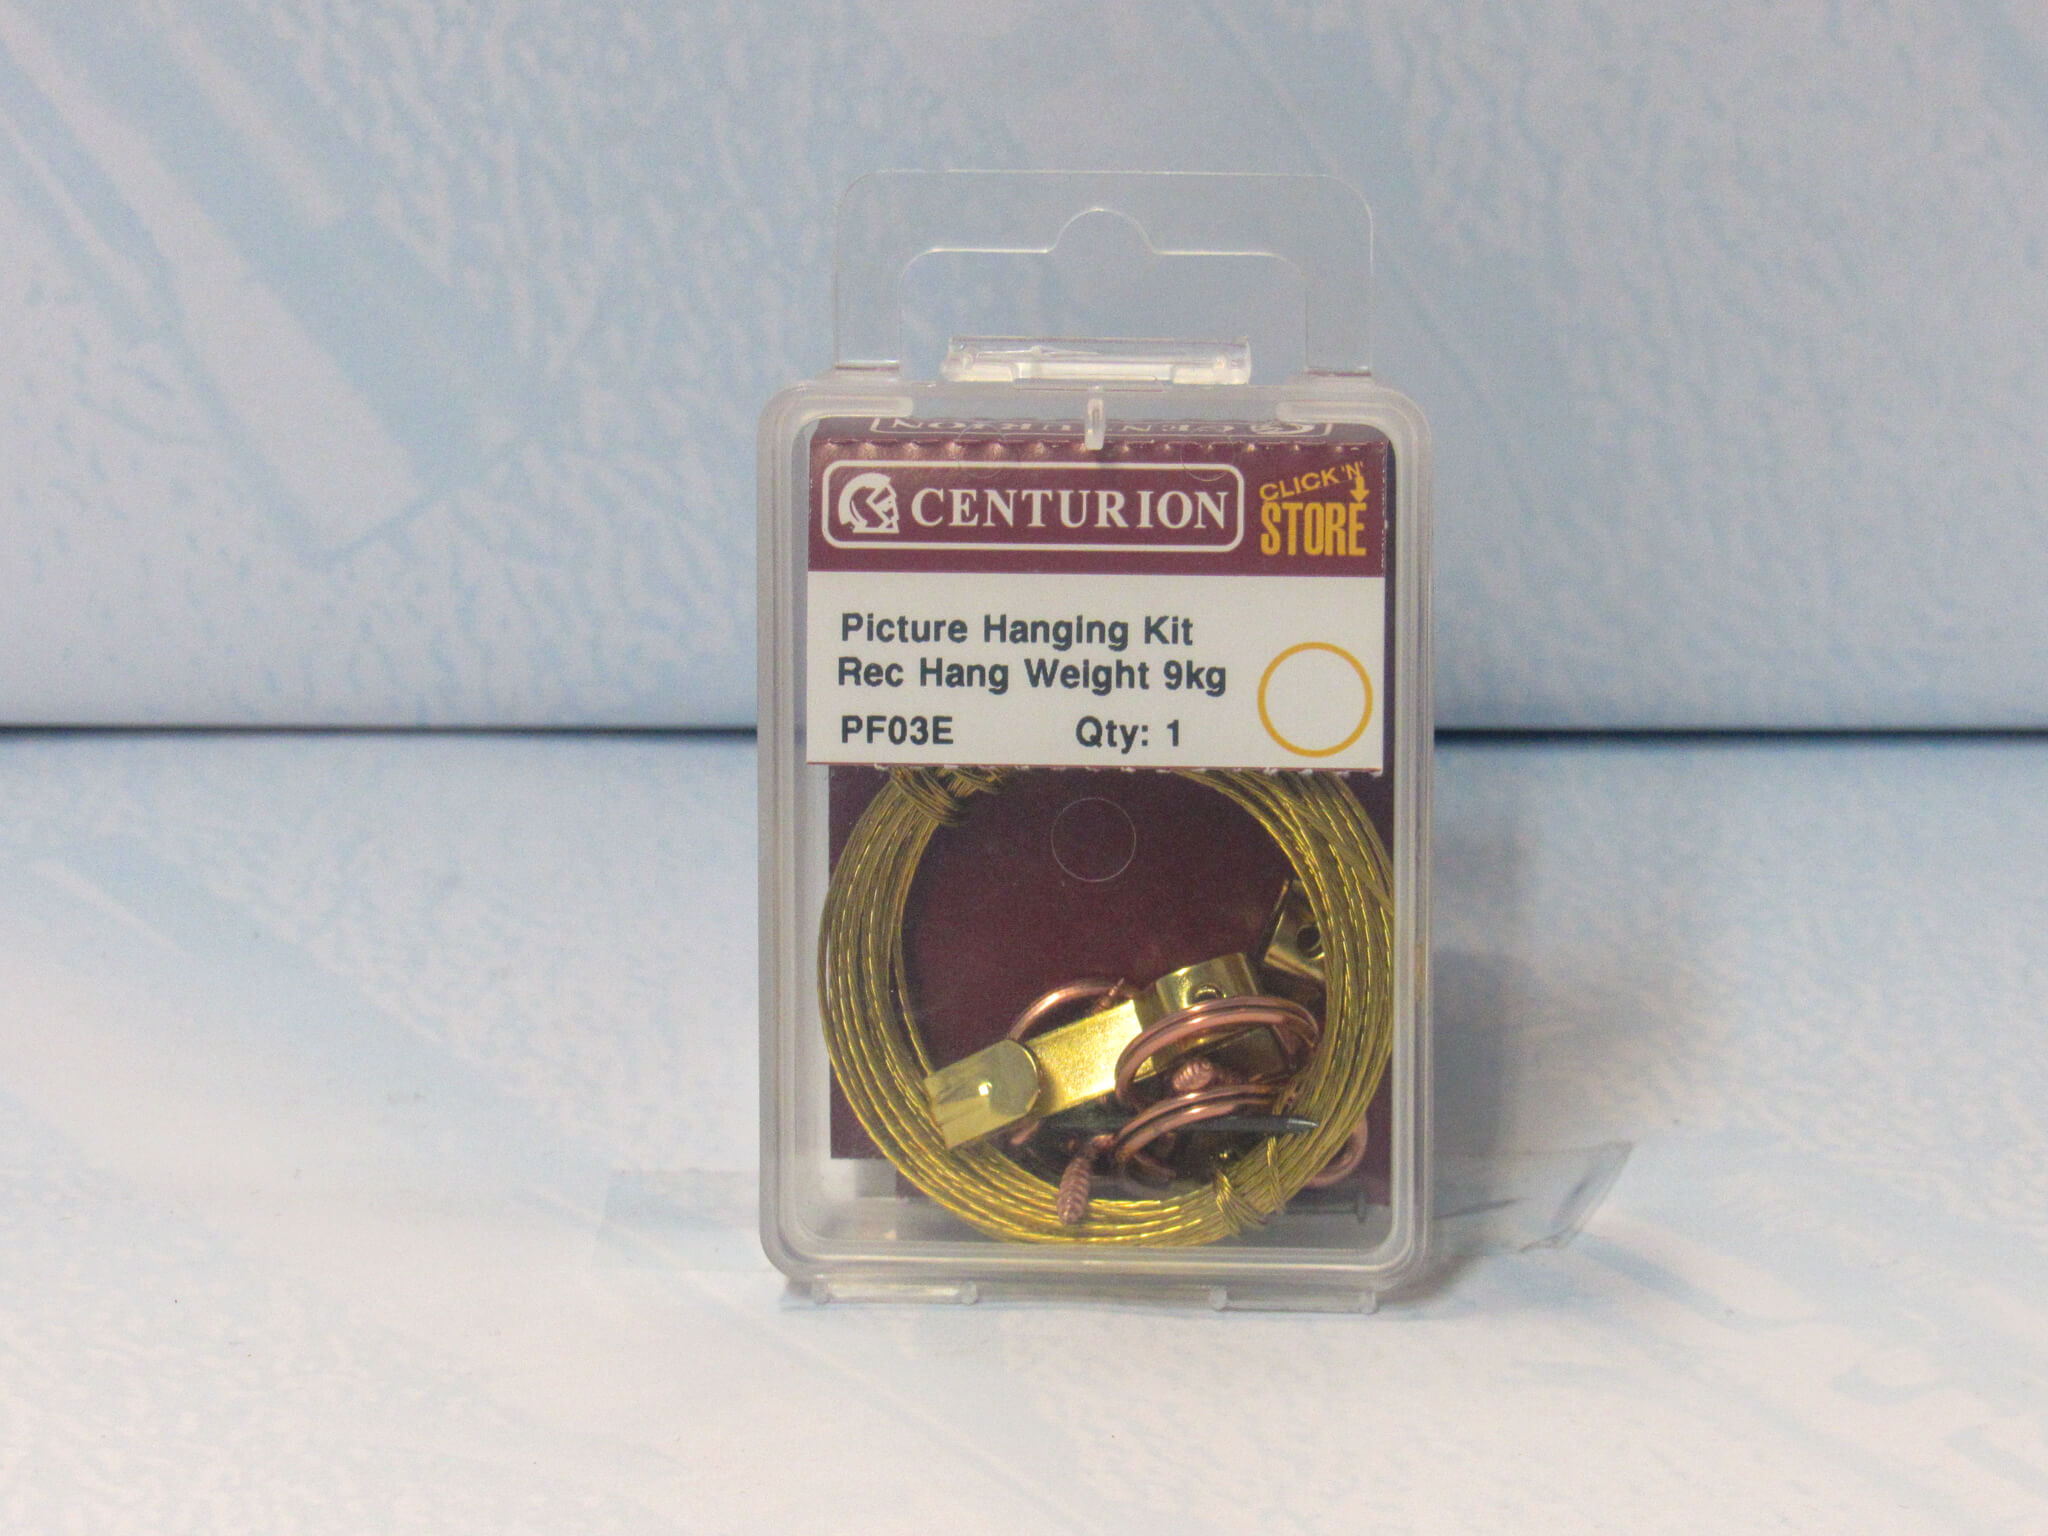 CENTURION
CLICK 'N'
STORE
Picture Hanging Kit
Rec Hang Weight 9kg
PF03E Qty: 1